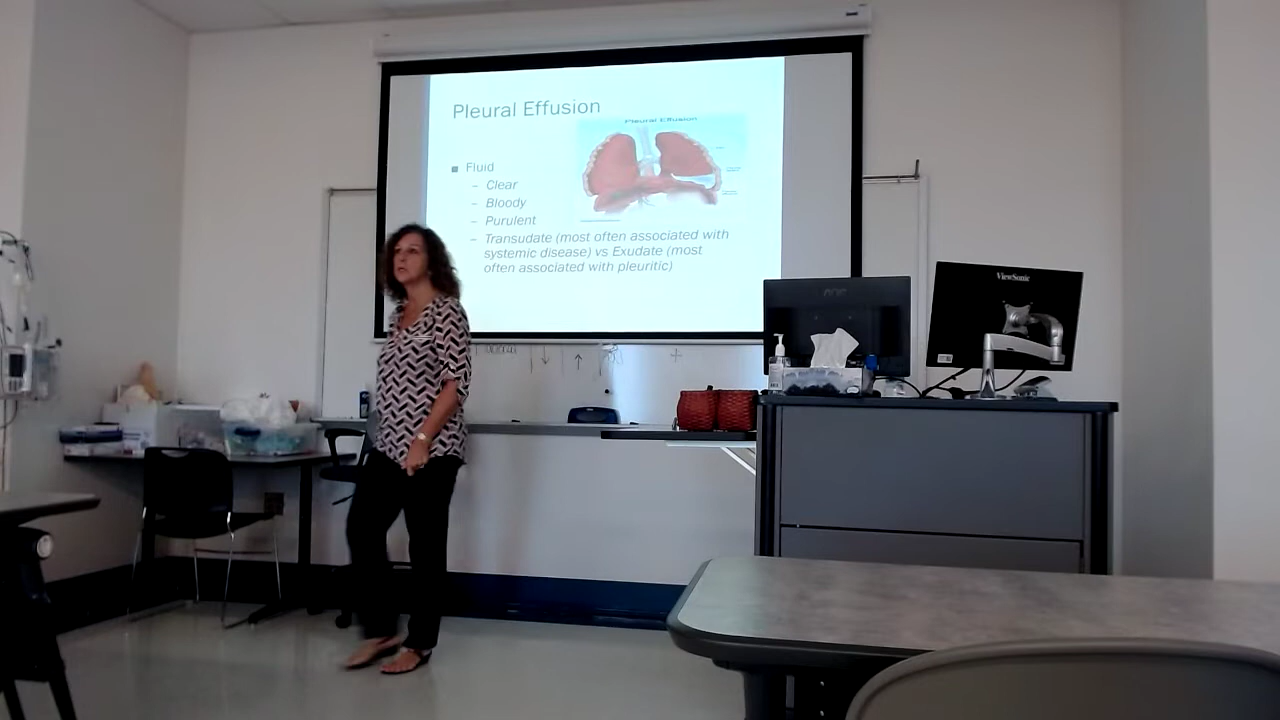 Pleural Effusion
Pleural Effusion
■ Fluid
– Clear
– Bloody
– Purulent
– Transudate (most often associated with
systemic disease) vs Exudate (most
often associated with pleuritic)
AOC
ViewSonic